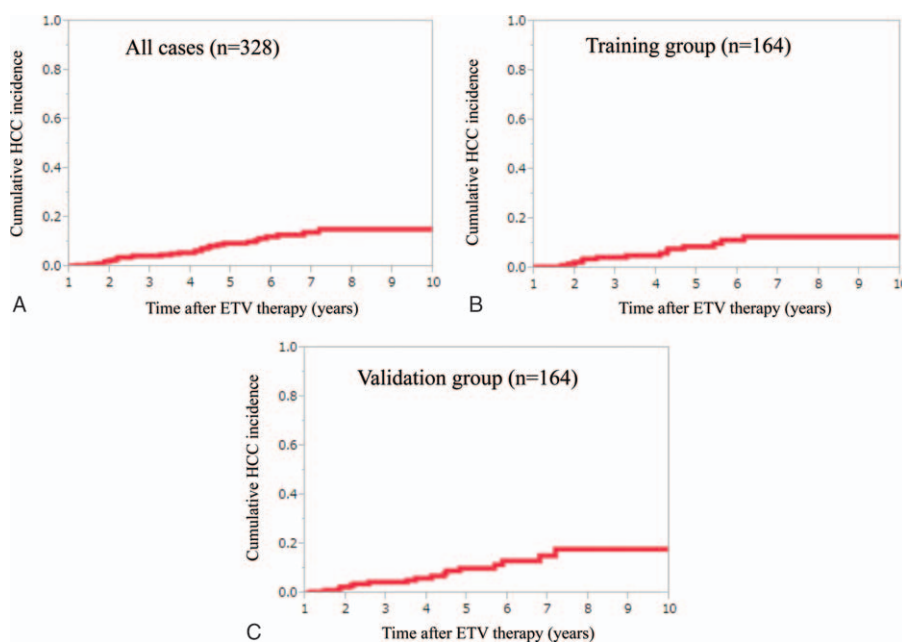 All cases (n=328)
Cumulative HCC incidence
1.0
0.8
0.6
0.4
0.2
0.0
1 2 3 4 5 6 7 8 9 10
Time after ETV therapy (years)
A
Training group (n=164)
Cumulative HCC incidence
1.0
0.8
0.6
0.4
0.2
0.0
1 2 3 4 5 6 7 8 9 10
Time after ETV therapy (years)
B
Validation group (n=164)
Cumulative HCC incidence
1.0
0.8
0.6
0.4
0.2
0.0
1 2 3 4 5 6 7 8 9 10
Time after ETV therapy (years)
C